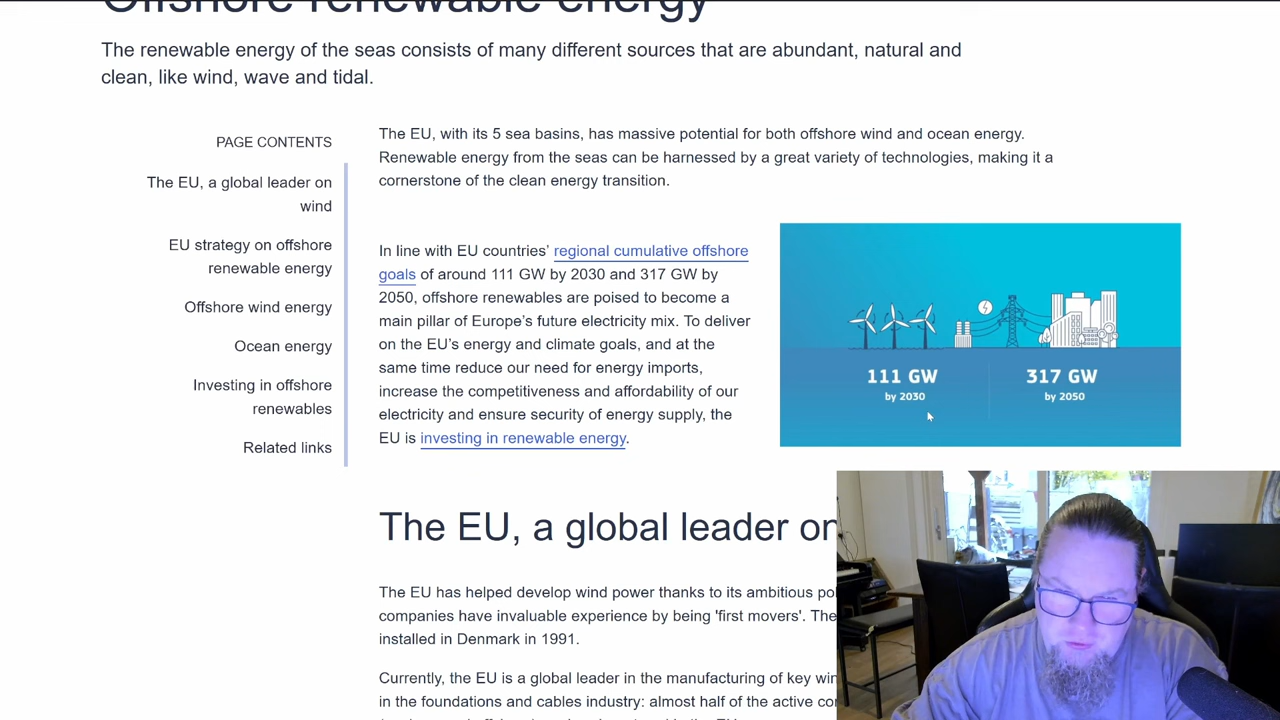 Offshore renewable energy
The renewable energy of the seas consists of many different sources that are abundant, natural and
clean, like wind, wave and tidal.
PAGE CONTENTS
The EU, a global leader on
wind
EU strategy on offshore
renewable energy
Offshore wind energy
Ocean energy
Investing in offshore
renewables
Related links
The EU, with its 5 sea basins, has massive potential for both offshore wind and ocean energy.
Renewable energy from the seas can be harnessed by a great variety of technologies, making it a
cornerstone of the clean energy transition.
In line with EU countries’ regional cumulative offshore
goals of around 111 GW by 2030 and 317 GW by
2050, offshore renewables are poised to become a
main pillar of Europe’s future electricity mix. To deliver
on the EU’s energy and climate goals, and at the
same time reduce our need for energy imports,
increase the competitiveness and affordability of our
electricity and ensure security of energy supply, the
EU is investing in renewable energy.
111 GW
by 2030
317 GW
by 2050
The EU, a global leader on
The EU has helped develop wind power thanks to its ambitious
companies have invaluable experience by being 'first movers'. The
installed in Denmark in 1991.
Currently, the EU is a global leader in the manufacturing of key
in the foundations and cables industry: almost half of the active